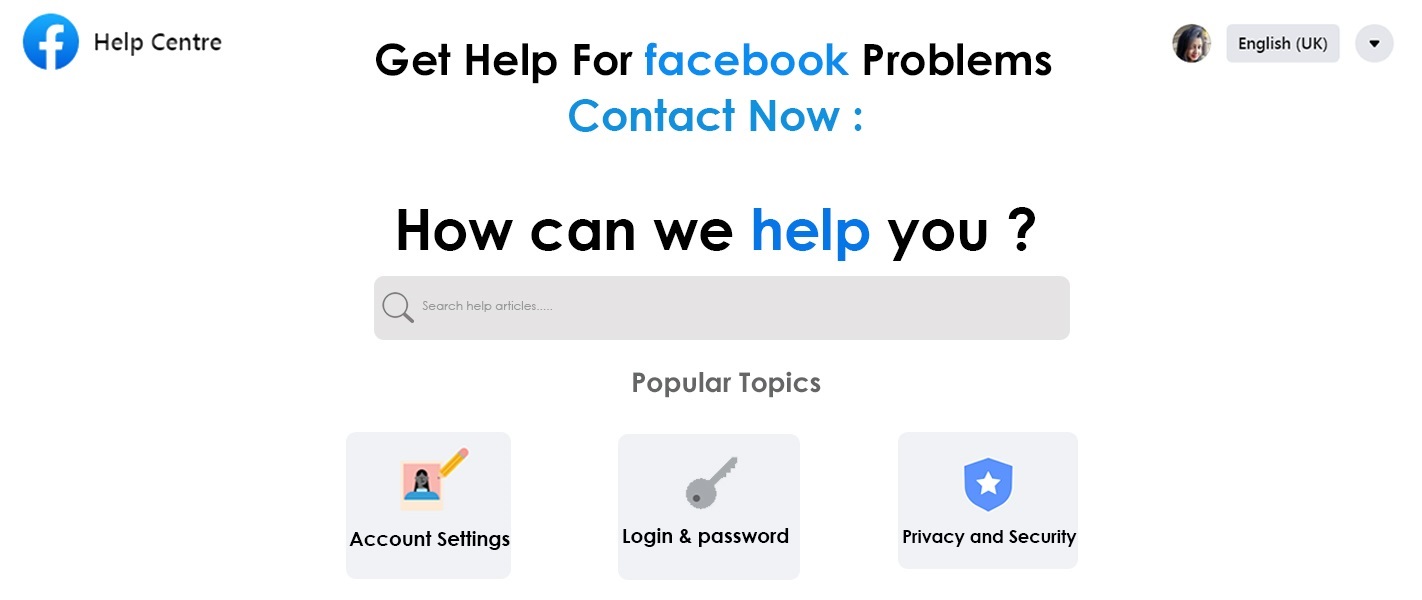 Help Centre
Get Help For facebook Problems
English (UK)
Contact Now :
How can we help you ?
Search help articles.....
Popular Topics
Account Settings
Login & password
Privacy and Security